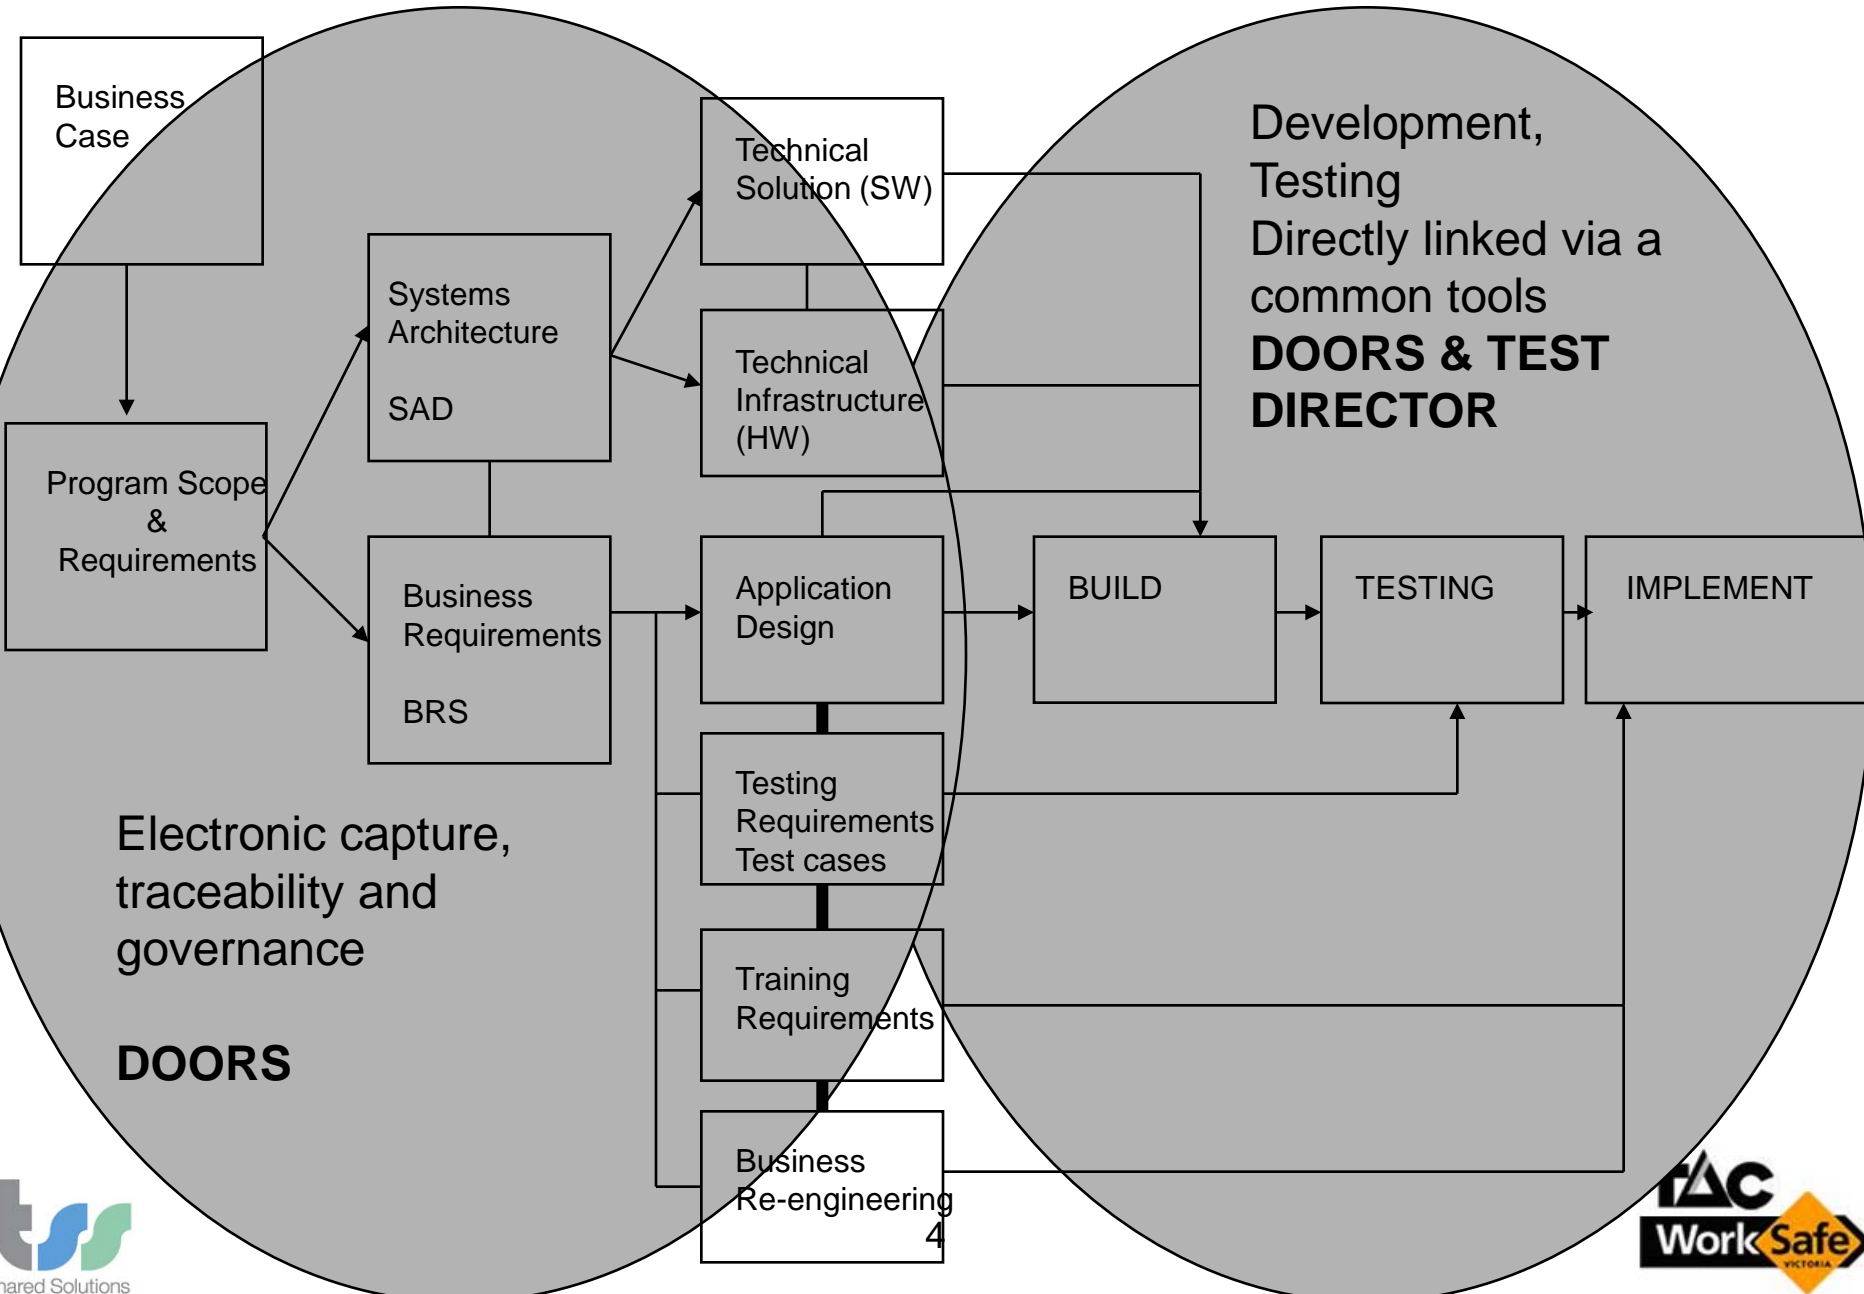 Business
Case
Technical
Solution (SW)
Development,
Testing
Directly linked via a
common tools
DOORS & TEST
DIRECTOR
Systems
Architecture
SAD
Technical
Infrastructure
(HW)
Program Scope
&
Requirements
Business
Requirements
BRS
Application
Design
BUILD
TESTING
IMPLEMENT
Testing
Requirements
Test cases
Electronic capture,
traceability and
governance
DOORS
Training
Requirements
Business
Re-engineering
4
tss
hared Solutions
TAC
WorkSafe
VICTORIA